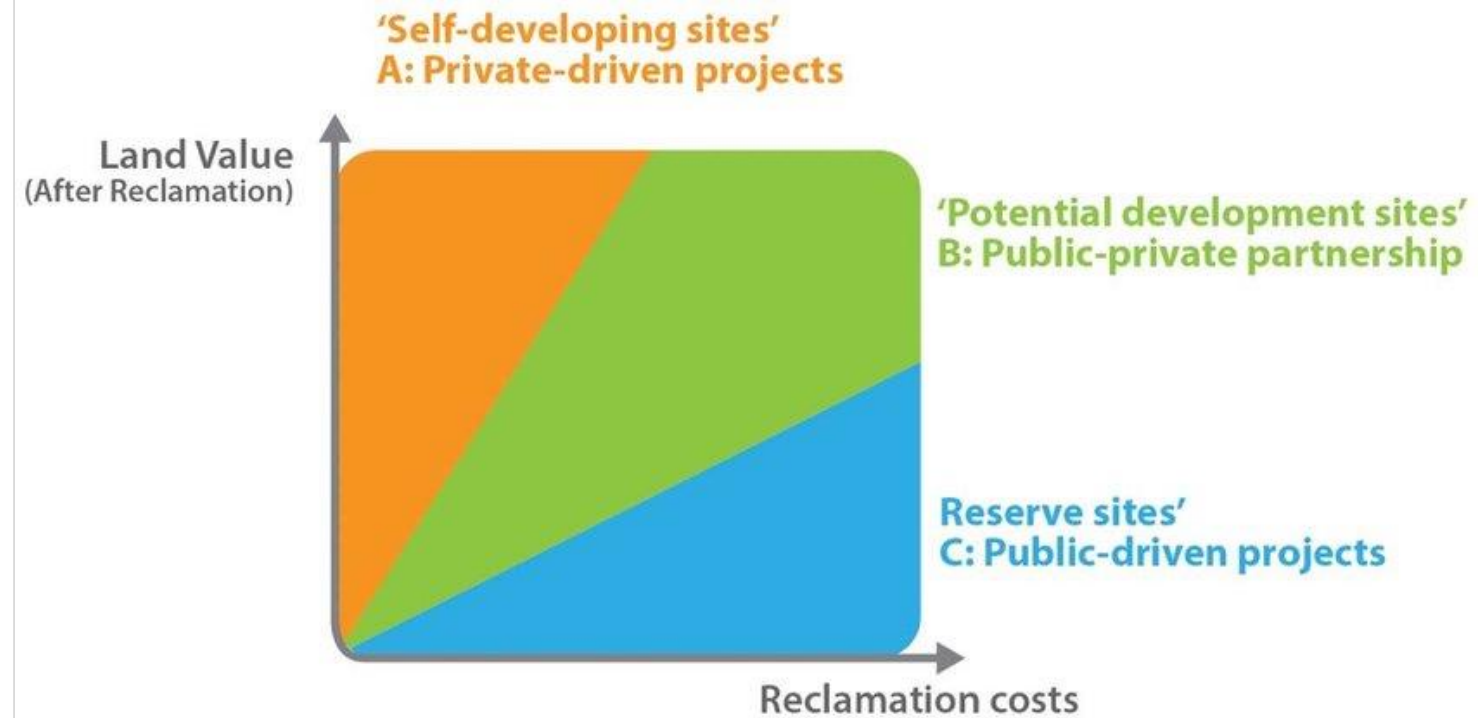 ‘Self-developing sites’
A: Private-driven projects
Land Value
(After Reclamation)
‘Potential development sites’
B: Public-private partnership
Reserve sites’
C: Public-driven projects
Reclamation costs